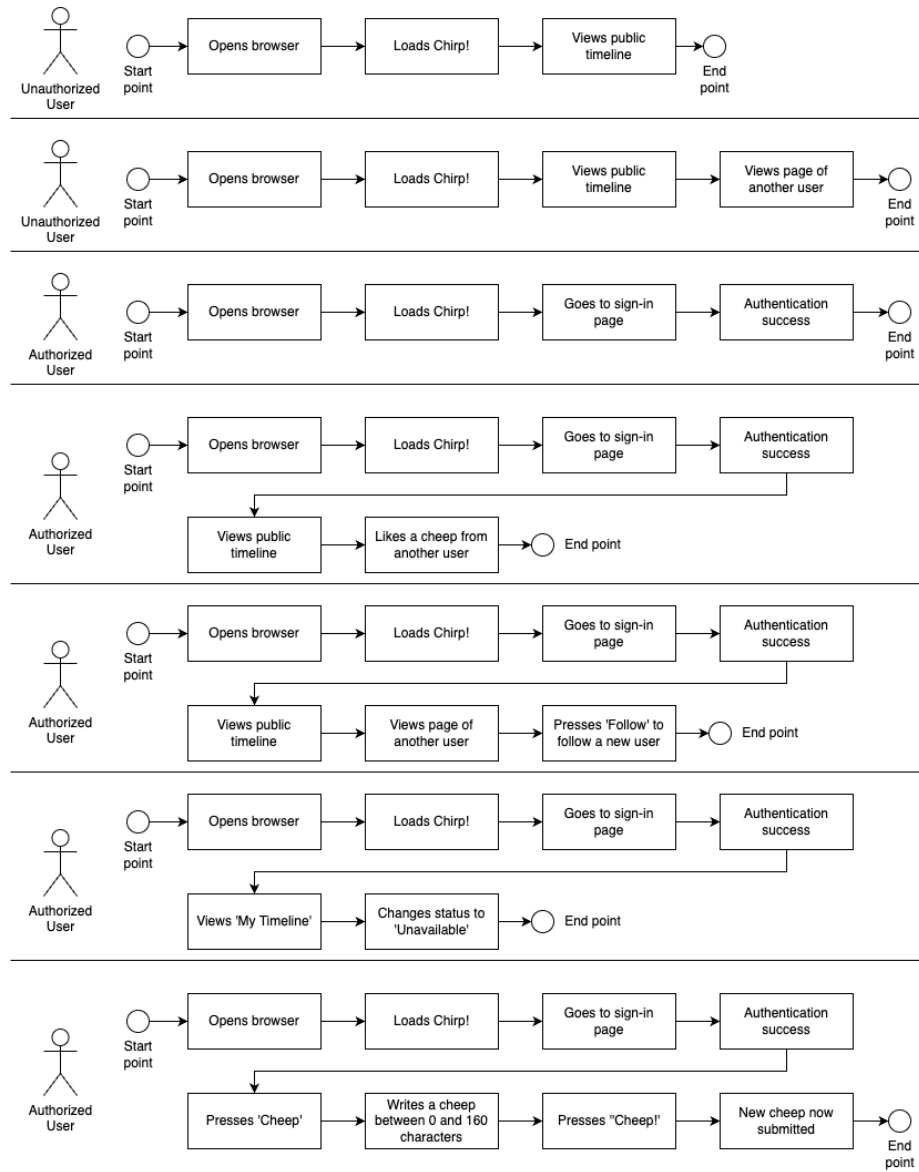 Opens browser
Loads Chirp!
Views public
timeline
Start
point
End
point
Unauthorized
User
Opens browser
Loads Chirp!
Views public
timeline
Views page of
another user
Start
point
End
point
Unauthorized
User
Opens browser
Loads Chirp!
Goes to sign-in
page
Authentication
success
Start
point
End
point
Authorized
User
Opens browser
Loads Chirp!
Goes to sign-in
page
Authentication
success
Start
point
Authorized
User
Views public
timeline
Likes a cheep from
another user
End point
Opens browser
Loads Chirp!
Goes to sign-in
page
Authentication
success
Start
point
Authorized
User
Views public
timeline
Views page of
another user
Presses 'Follow' to
follow a new user
End point
Opens browser
Loads Chirp!
Goes to sign-in
page
Authentication
success
Start
point
Authorized
User
Views 'My Timeline'
Changes status to
'Unavailable'
End point
Opens browser
Loads Chirp!
Goes to sign-in
page
Authentication
success
Start
point
Authorized
User
Presses 'Cheep'
Writes a cheep
between 0 and 160
characters
Presses "Cheep!'
New cheep now
submitted
End
point